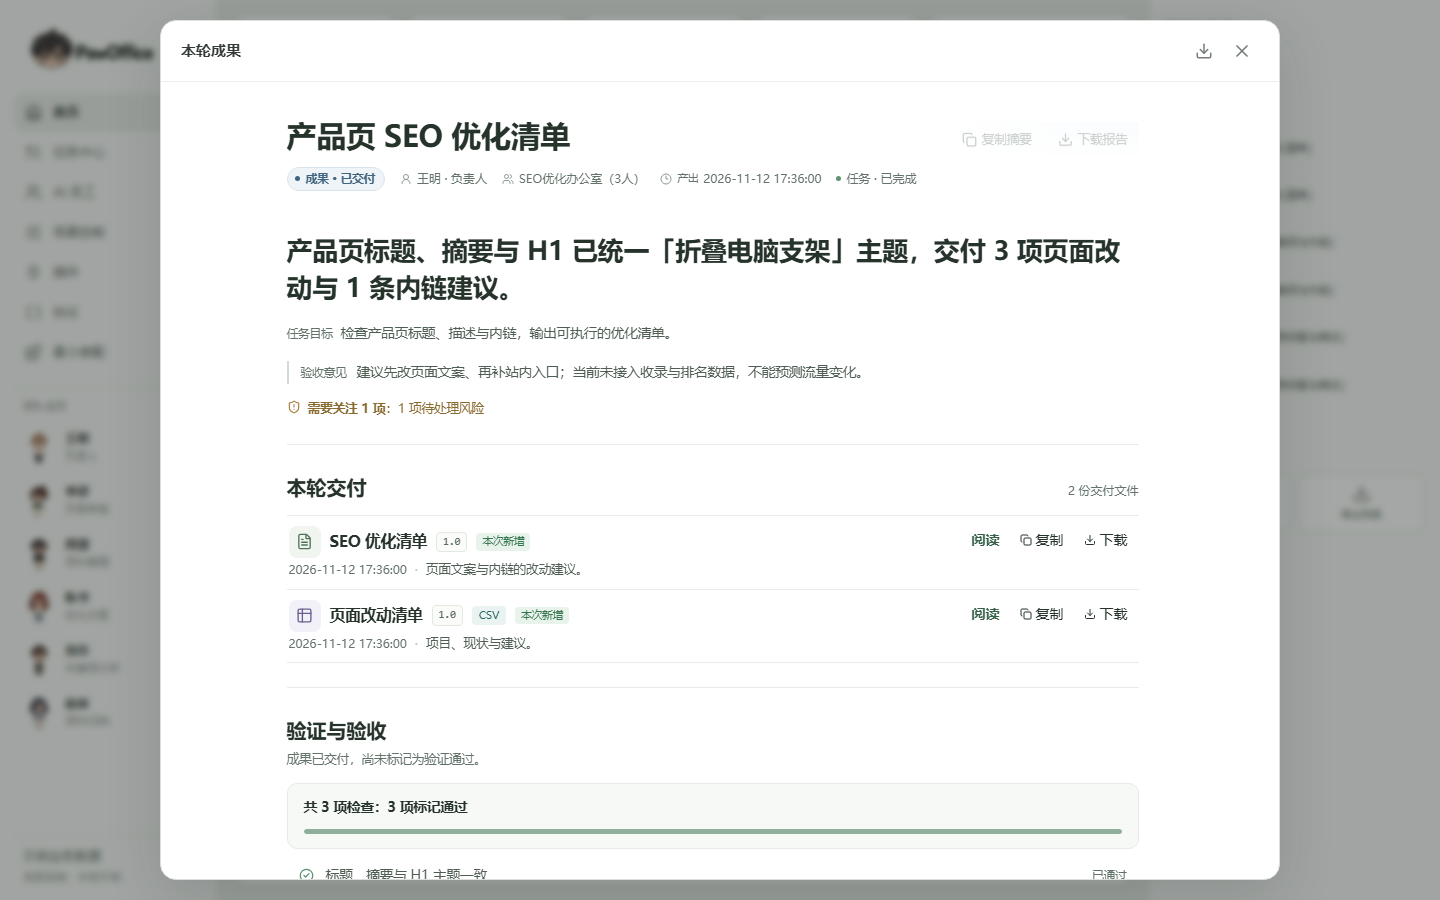 本轮成果
产品页 SEO 优化清单
复制摘要
下载报告
成果・已交付
王明 · 负责人
SEO优化办公室（3人）
产出 2026-11-12 17:36:00
任务 · 已完成
产品页标题、摘要与 H1 已统一「折叠电脑支架」主题，交付 3 项页面改
动与 1 条内链建议。
任务目标 检查产品页标题、描述与内链，输出可执行的优化清单。
验收意见 建议先改页面文案、再补站内入口；当前未接入收录与排名数据，不能预测流量变化。
需要关注 1 项：1 项待处理风险
本轮交付
2 份交付文件
SEO 优化清单 1.0 本次新增
阅读 复制 下载
2026-11-12 17:36:00 · 页面文案与内链的改动建议。
页面改动清单 1.0 CSV 本次新增
阅读 复制 下载
2026-11-12 17:36:00 · 项目、现状与建议。
验证与验收
成果已交付，尚未标记为验证通过。
共 3 项检查：3 项标记通过
标题、摘要与 H1 主题一致
已通过